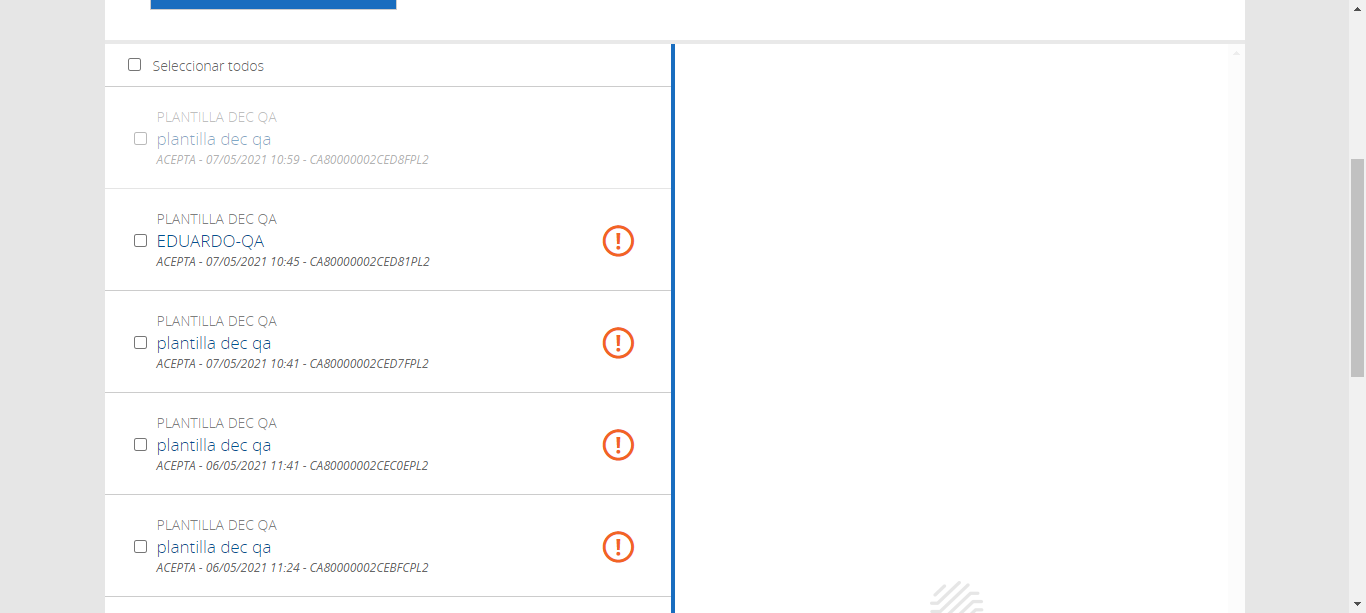 Seleccionar todos
PLANTILLA DEC QA
plantilla dec qa
ACEPTA - 07/05/2021 10:59 - CA80000002CED8FPL2
PLANTILLA DEC QA
EDUARDO-QA
ACEPTA - 07/05/2021 10:45 - CA80000002CED81PL2
PLANTILLA DEC QA
plantilla dec qa
ACEPTA - 07/05/2021 10:41 - CA80000002CED7FPL2
PLANTILLA DEC QA
plantilla dec qa
ACEPTA - 06/05/2021 11:41 - CA80000002CEC0EPL2
PLANTILLA DEC QA
plantilla dec qa
ACEPTA - 06/05/2021 11:24 - CA80000002CEBFCPL2